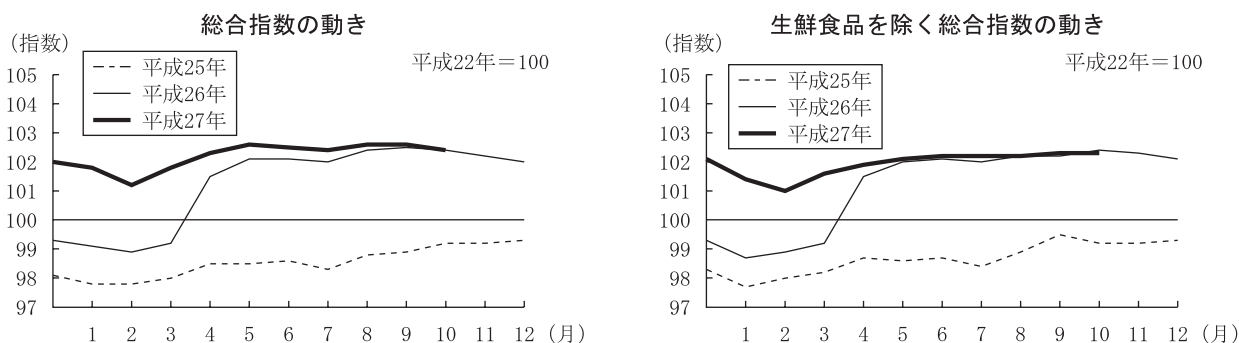 総合指数の動き
(指数)
平成22年=100
平成25年
平成26年
平成27年
105
104
103
102
101
100
99
98
97
1 2 3 4 5 6 7 8 9 10 11 12 (月)
生鮮食品を除く総合指数の動き
(指数)
平成22年=100
平成25年
平成26年
平成27年
105
104
103
102
101
100
99
98
97
1 2 3 4 5 6 7 8 9 10 11 12 (月)